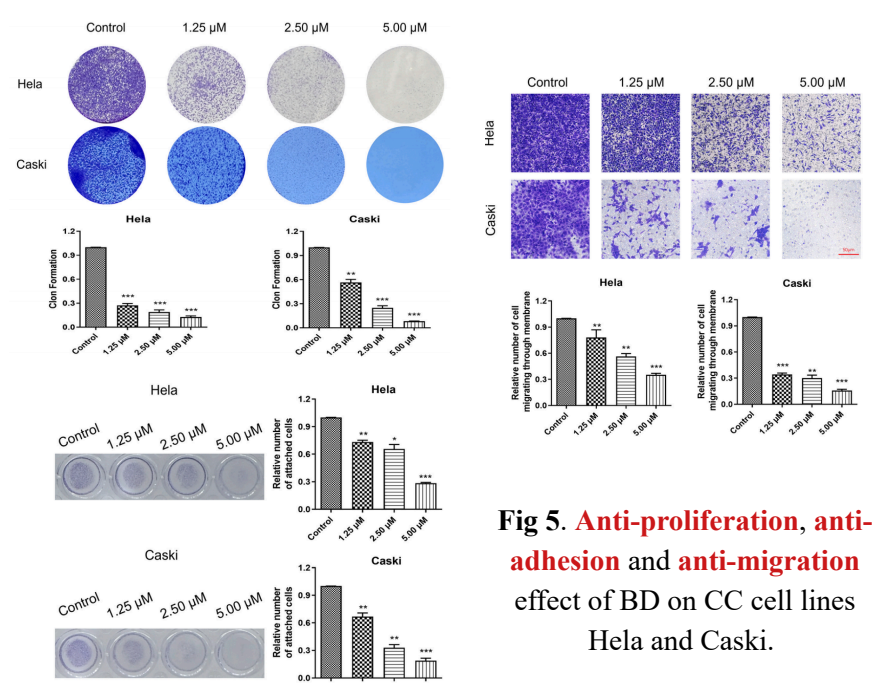 Control 1.25 μM 2.50 μM 5.00 μM
Hela
Caski
Hela
Clon Formation
1.2
0.9
0.6
0.3
0.0
***
***
***
Control 1.25 μM 2.50 μM 5.00 μM
Caski
Clon Formation
1.2
0.9
0.6
0.3
0.0
**
***
***
Control 1.25 μM 2.50 μM 5.00 μM
Hela
Control 1.25 μM 2.50 μM 5.00 μM
Hela
Relative number
of attached cells
1.2
0.9
0.6
0.3
0.0
**
*
***
Control 1.25 μM 2.50 μM 5.00 μM
Caski
Control 1.25 μM 2.50 μM 5.00 μM
Caski
Relative number
of attached cells
1.2
0.9
0.6
0.3
0.0
**
**
***
Control 1.25 μM 2.50 μM 5.00 μM
Hela
Caski
Hela
Relative number of cell
migrating through membrane
1.2
0.9
0.6
0.3
0.0
**
**
***
Control 1.25 μM 2.50 μM 5.00 μM
Caski
Relative number of cell
migrating through membrane
1.2
0.9
0.6
0.3
0.0
***
**
***
Control 1.25 μM 2.50 μM 5.00 μM
Fig 5. Anti-proliferation, anti-
adhesion and anti-migration
effect of BD on CC cell lines
Hela and Caski.